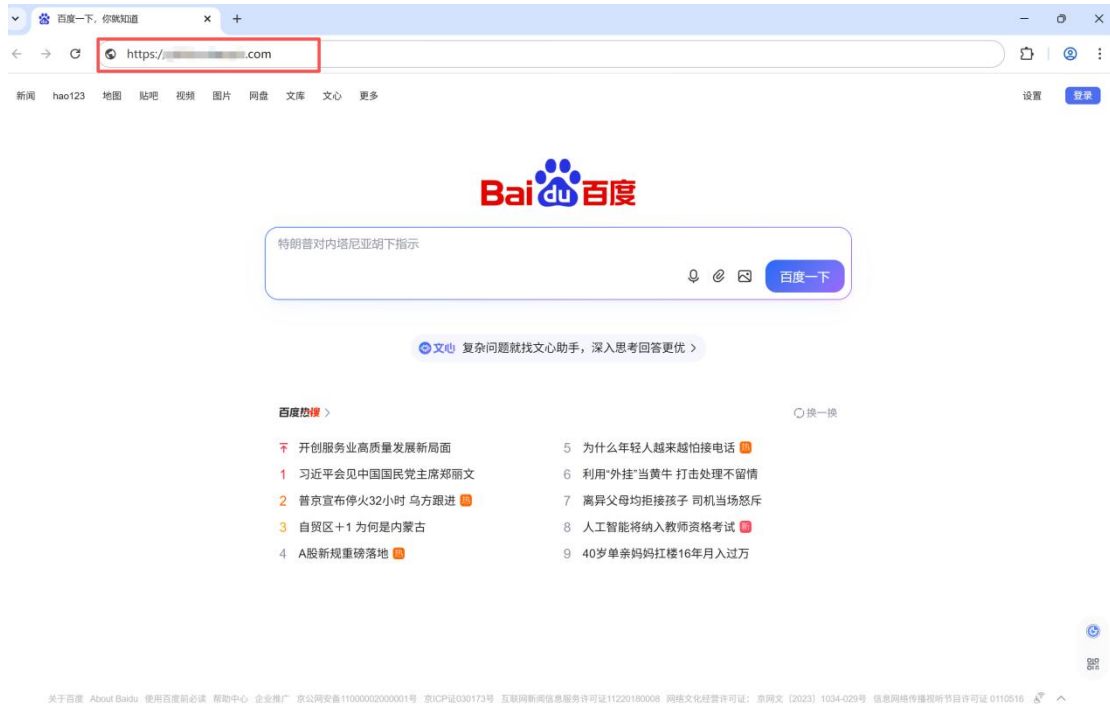 百度一下，你就知道
https:/ .com
新闻 hao123 地图 贴吧 视频 图片 网盘 文库 文心 更多 设置 登录
Bai du 百度
特朗普对内塔尼亚胡下指示
百度一下
文心 复杂问题就找文心助手，深入思考回答更优 >
百度热搜 > 换一换
开创服务业高质量发展新局面
1 习近平会见中国国民党主席郑丽文
2 普京宣布停火32小时 乌方跟进 热
3 自贸区＋1 为何是内蒙古
4 A股新规重磅落地 热
5 为什么年轻人越来越怕接电话 热
6 利用“外挂”当黄牛 打击处理不留情
7 离异父母均拒接孩子 司机当场怒斥
8 人工智能将纳入教师资格考试 新
9 40岁单亲妈妈扛楼16年月入过万
关于百度 About Baidu 使用百度前必读 帮助中心 企业推广 京公网安备11000002000001号 京ICP证030173号 互联网新闻信息服务许可证11220180008 网络文化经营许可证： 京网文（2023）1034-029号 信息网络传播视听节目许可证 0110516